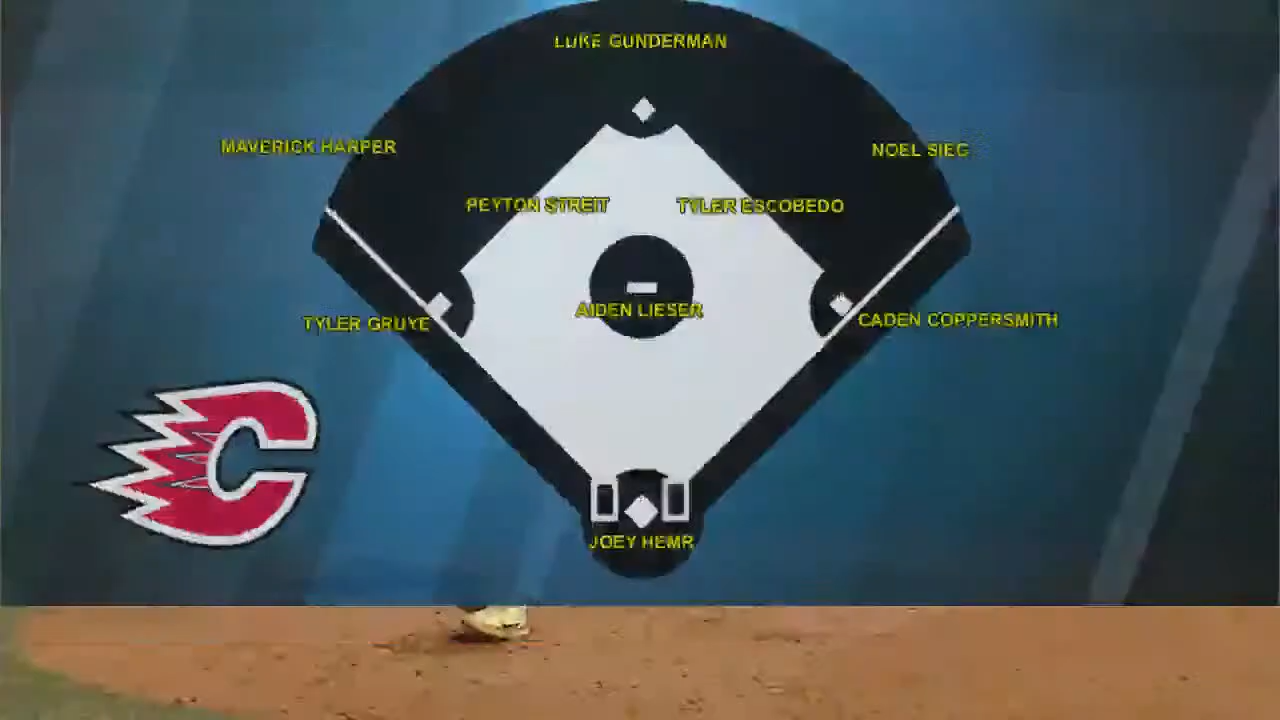 LUKE GUNDERMAN
MAVERICK HARPER
NOEL SIEG
PEYTON STREIT
TYLER ESCOBEDO
AIDEN LIESER
TYLER GRUYE
CADEN COPPERSMITH
C
JOEY HEMR